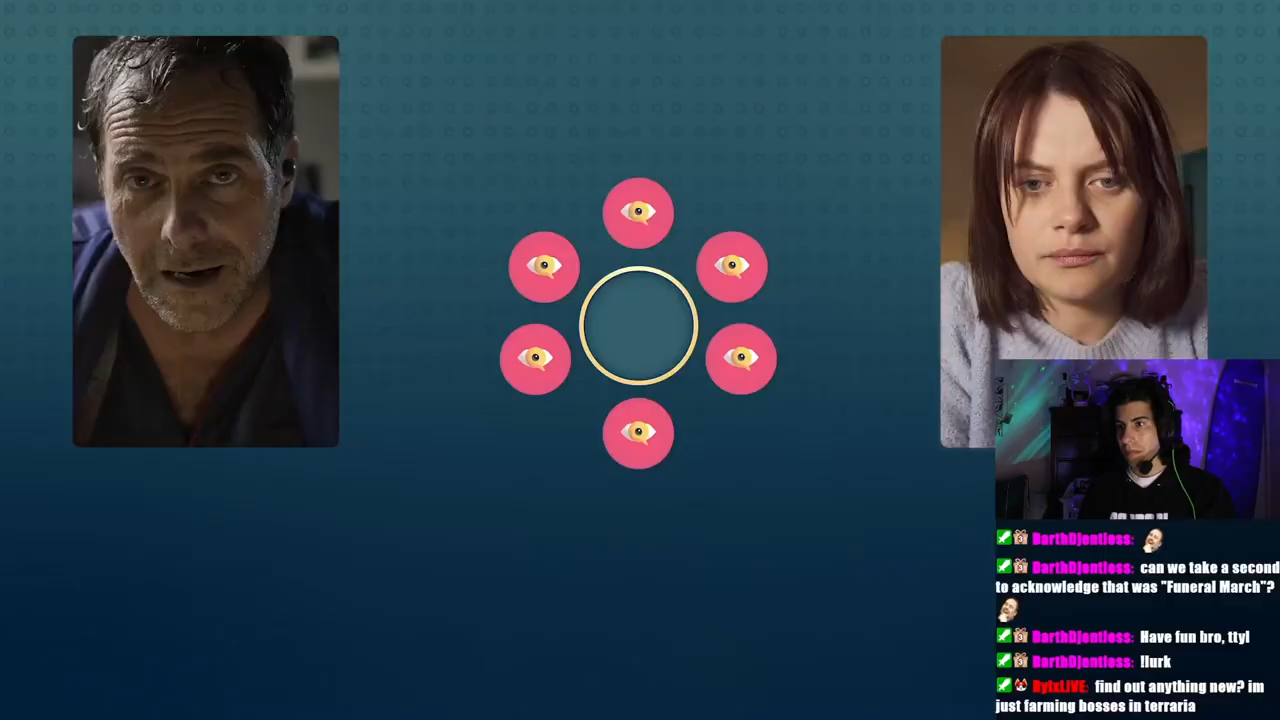 DarthDjentless:
DarthDjentless: can we take a second
to acknowledge that was "Funeral March"?
DarthDjentless: Have fun bro, ttyl
DarthDjentless: !lurk
RylxLIVE: find out anything new? im
just farming bosses in terraria